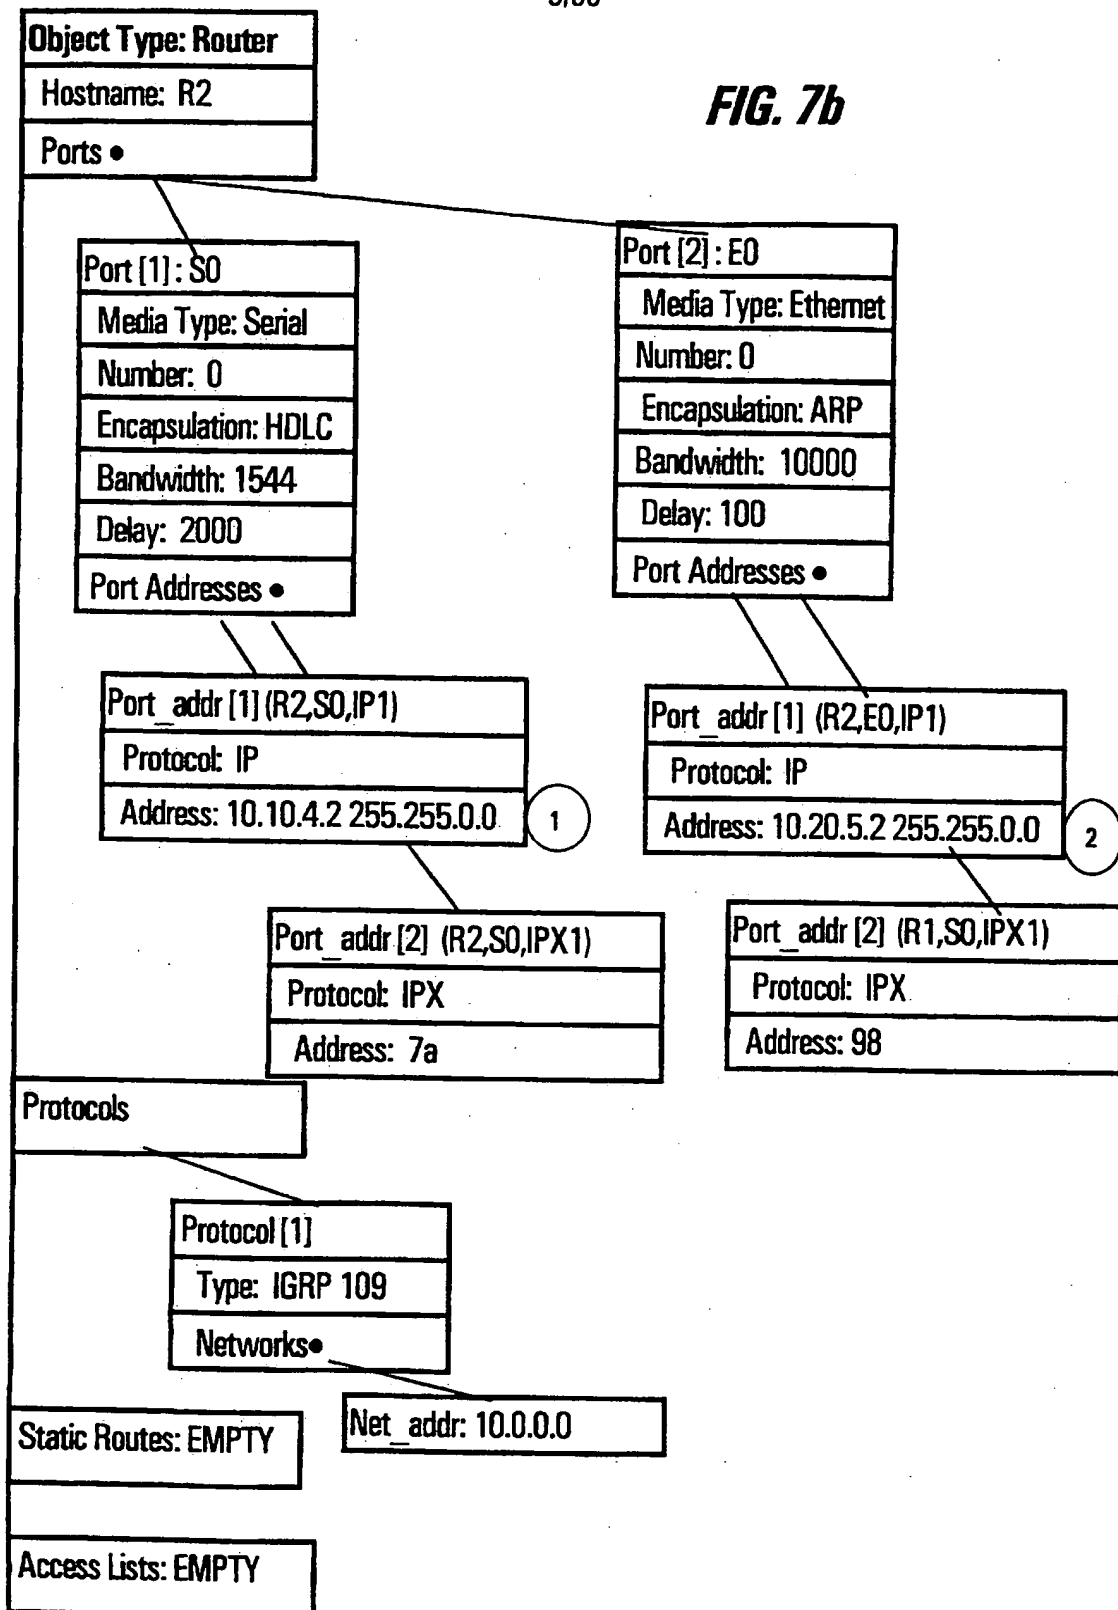 Object Type: Router
Hostname: R2
Ports •
FIG. 7b
Port [1] : S0
Media Type: Serial
Number: 0
Encapsulation: HDLC
Bandwidth: 1544
Delay: 2000
Port Addresses •
Port [2] : E0
Media Type: Ethernet
Number: 0
Encapsulation: ARP
Bandwidth: 10000
Delay: 100
Port Addresses •
Port_addr [1] (R2,S0,IP1)
Protocol: IP
Address: 10.10.4.2 255.255.0.0
1
Port_addr [1] (R2,E0,IP1)
Protocol: IP
Address: 10.20.5.2 255.255.0.0
2
Port_addr [2] (R2,S0,IPX1)
Protocol: IPX
Address: 7a
Port_addr [2] (R1,S0,IPX1)
Protocol: IPX
Address: 98
Protocols
Protocol [1]
Type: IGRP 109
Networks•
Net_addr: 10.0.0.0
Static Routes: EMPTY
Access Lists: EMPTY